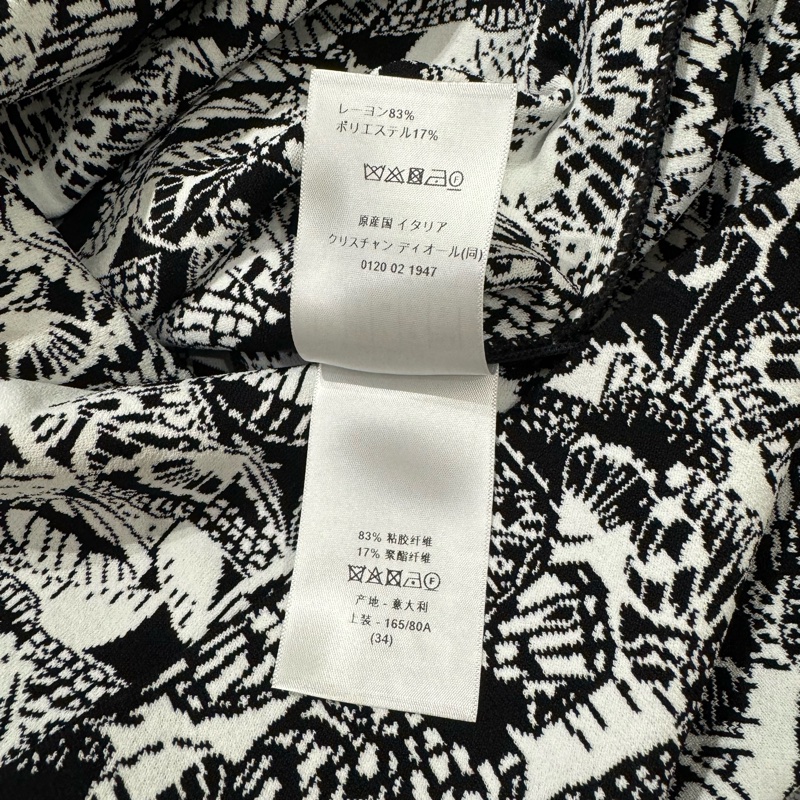 レーヨン83%
ポリエステル17%
原産国 イタリア
クリスチャン ディオール(同)
0120 02 1947
83% 粘胶纤维
17% 聚酯纤维
产地 - 意大利
上装 - 165/80A
(34)